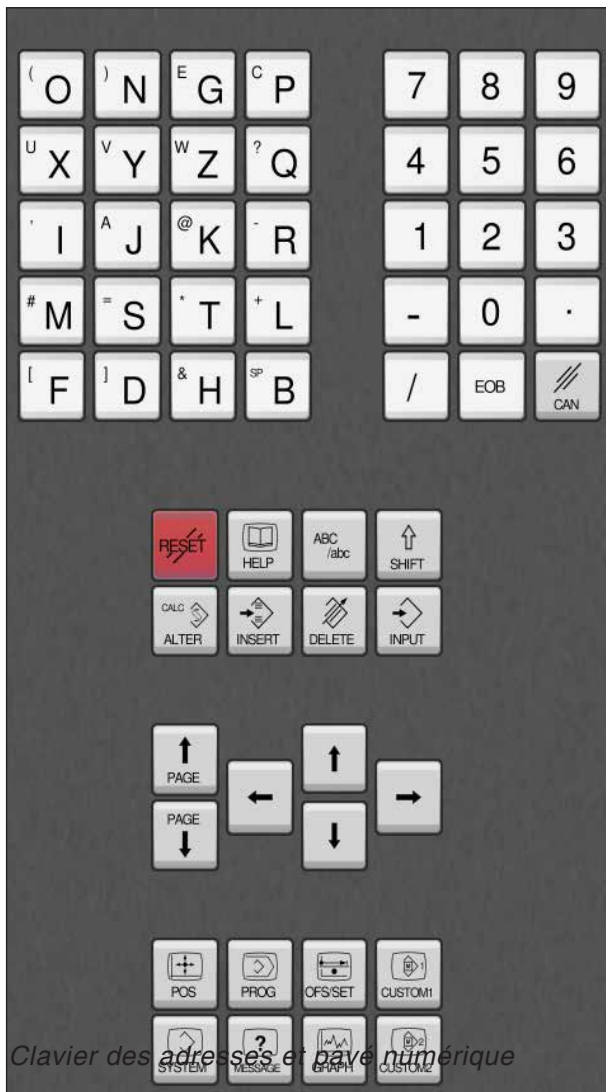 ( O ) N E G C P 7 8 9
U X V Y W Z ? Q 4 5 6
, I A J @ K - R 1 2 3
# M = S * T + L - 0 .
[ F ] D & H SP B / EOB CAN
RESET HELP ABC /abc SHIFT
CALC ALTER INSERT DELETE INPUT
PAGE
PAGE
POS PROG OFS/SET CUSTOM1
SYSTEM MESSAGE GRAPH CUSTOM2
Clavier des adresses et pavé numérique